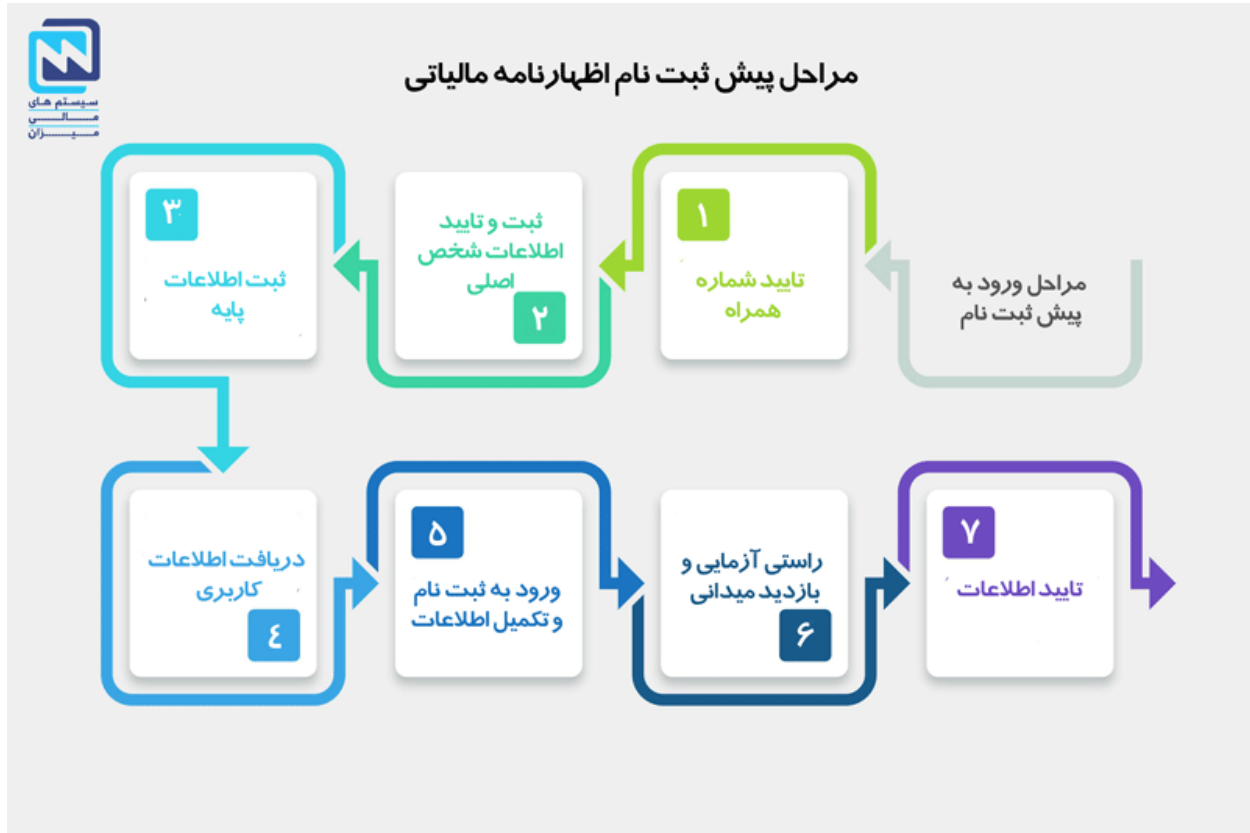 سیستم های
مالی
میزان
مراحل پیش ثبت نام اظهارنامه مالیاتی
مراحل ورود به
پیش ثبت نام
۱
تایید شماره
همراه
ثبت و تایید
اطلاعات شخص
اصلی
۲
۳
ثبت اطلاعات
پایه
دریافت اطلاعات
کاربری
٤
۵
ورود به ثبت نام
و تکمیل اطلاعات
راستی آزمایی و
بازدید میدانی
۶
۷
تایید اطلاعات